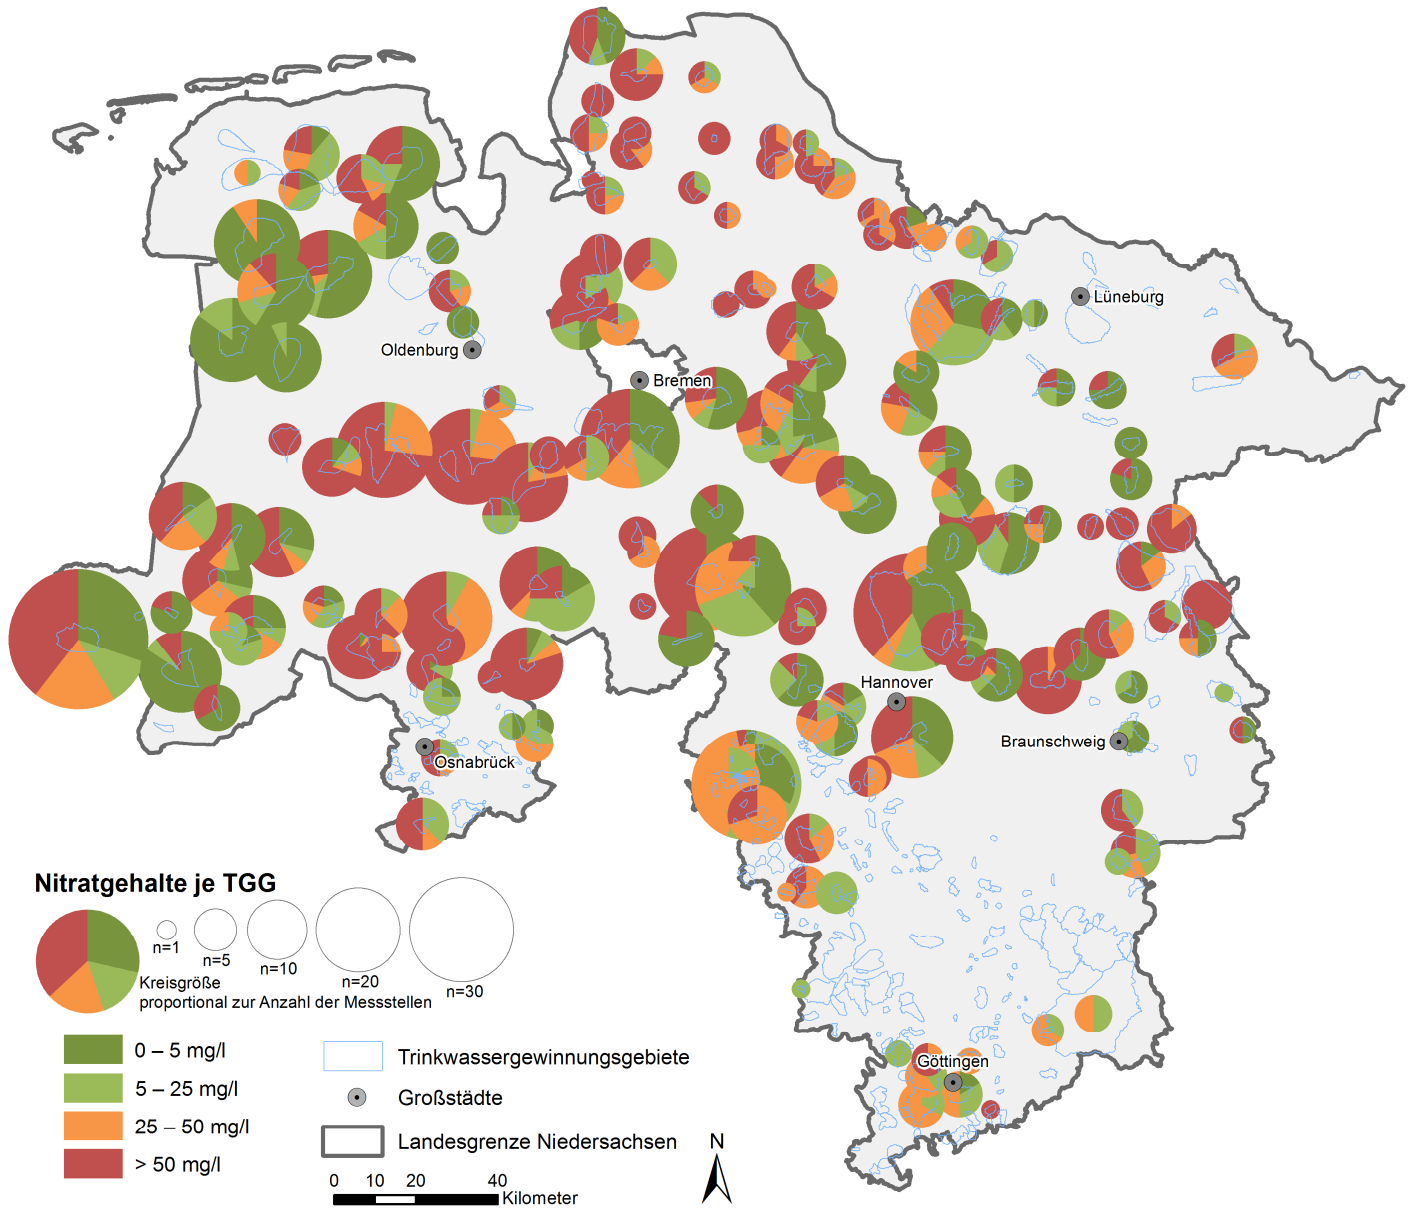 Lüneburg
Oldenburg
Bremen
Hannover
Braunschweig
Osnabrück
Göttingen
Nitratgehalte je TGG
n=1
n=5
n=10
n=20
n=30
Kreisgröße
proportional zur Anzahl der Messstellen
0 – 5 mg/l
5 – 25 mg/l
25 – 50 mg/l
> 50 mg/l
Trinkwassergewinnungsgebiete
Großstädte
Landesgrenze Niedersachsen
0 10 20 40
Kilometer
N